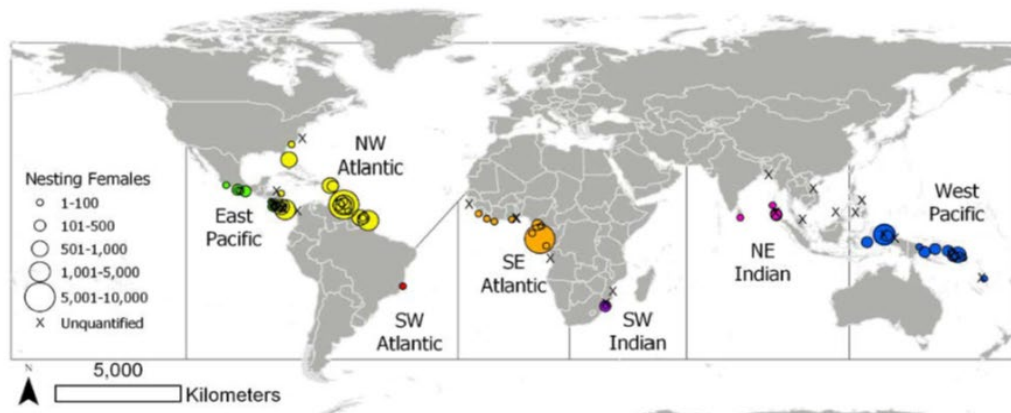 NW
Atlantic
Nesting Females
1-100
101-500
501-1,000
1,001-5,000
5,001-10,000
X Unquantified
East
Pacific
SW
Atlantic
SE
Atlantic
SW
Indian
NE
Indian
West
Pacific
N
5,000
Kilometers